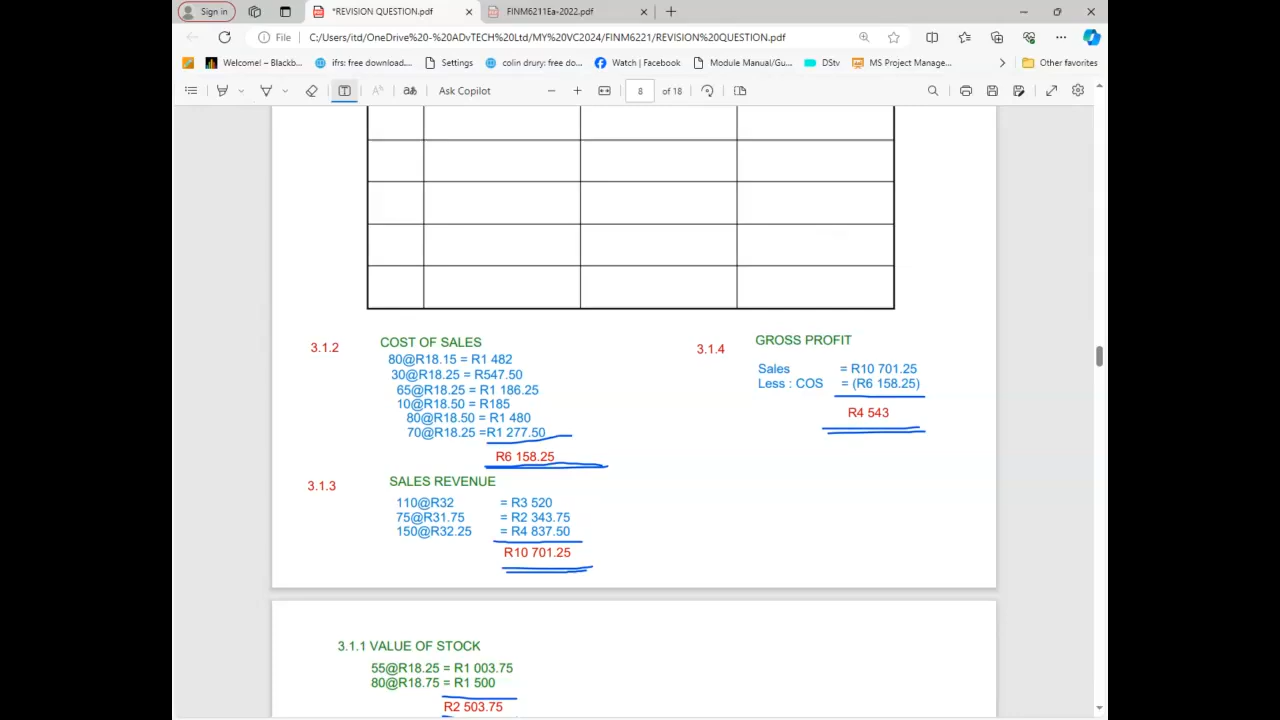 Sign in
*REVISION QUESTION.pdf
FINM6211Ea-2022.pdf
File
C:/Users/itd/OneDrive%20-%20ADvTECH%20Ltd/MY%20VC2024/FINM6221/REVISION%20QUESTION.pdf
Welcome! – Blackb...
ifrs: free download....
Settings
colin drury: free do...
Watch | Facebook
Module Manual/Gu...
DStv
MS Project Manage...
Other favorites
Ask Copilot
8 of 18
3.1.2 COST OF SALES
80@R18.15 = R1 482
30@R18.25 = R547.50
65@R18.25 = R1 186.25
10@R18.50 = R185
80@R18.50 = R1 480
70@R18.25 =R1 277.50
R6 158.25
3.1.4 GROSS PROFIT
Sales = R10 701.25
Less : COS = (R6 158.25)
R4 543
3.1.3 SALES REVENUE
110@R32 = R3 520
75@R31.75 = R2 343.75
150@R32.25 = R4 837.50
R10 701.25
3.1.1 VALUE OF STOCK
55@R18.25 = R1 003.75
80@R18.75 = R1 500
R2 503.75